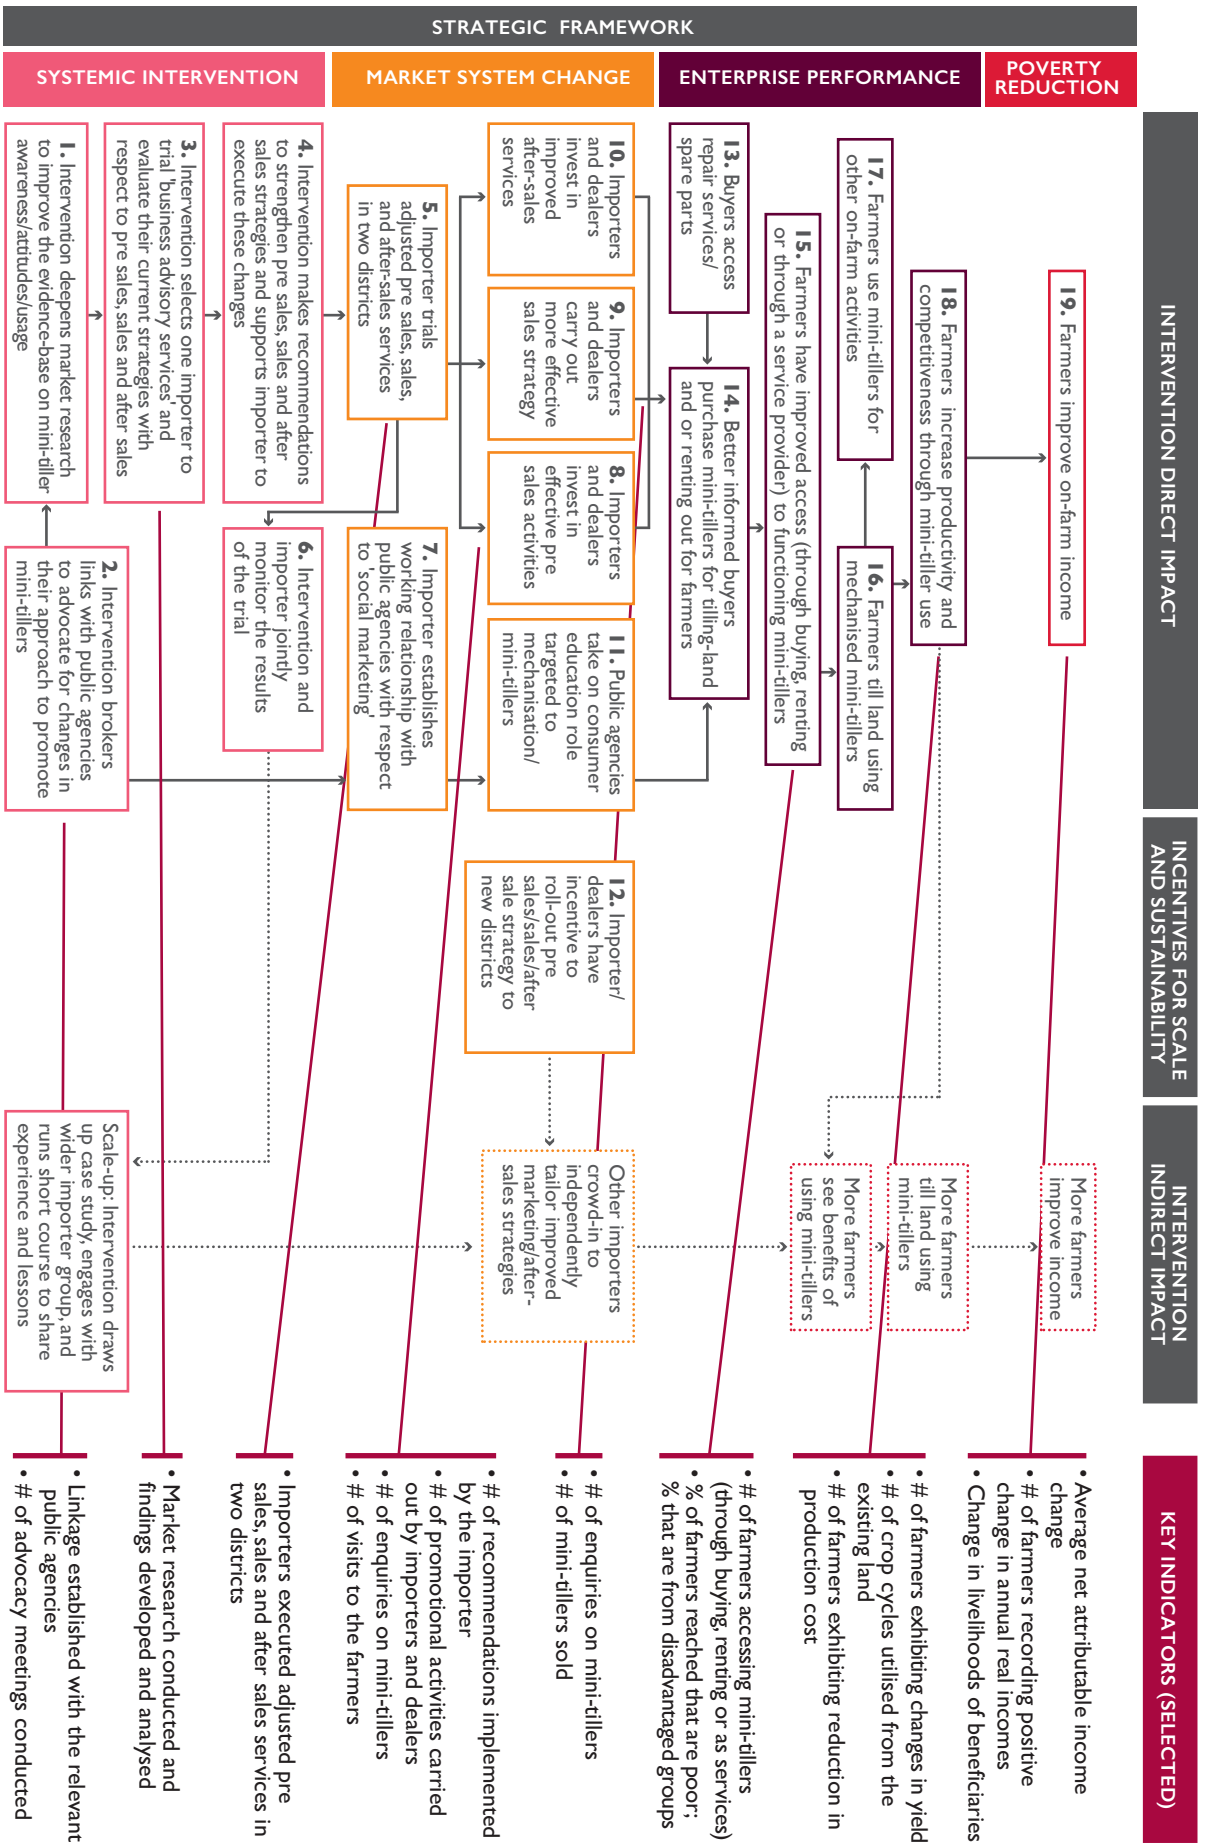 STRATEGIC FRAMEWORK
SYSTEMIC INTERVENTION
MARKET SYSTEM CHANGE
ENTERPRISE PERFORMANCE
POVERTY
REDUCTION
INTERVENTION DIRECT IMPACT
INCENTIVES FOR SCALE
AND SUSTAINABILITY
INTERVENTION
INDIRECT IMPACT
KEY INDICATORS (SELECTED)
19. Farmers improve on-farm income
More farmers
improve income
• Average net attributable income
change
• # of farmers recording positive
change in annual real incomes
• Change in livelihoods of beneficiaries
17. Farmers use mini-tillers for
other on-farm activities
18. Farmers increase productivity and
competitiveness through mini-tiller use
16. Farmers till land using
mechanised mini-tillers
More farmers
till land using
mini-tillers
More farmers
see benefits of
using mini-tillers
• # of farmers exhibiting changes in yield
• # of crop cycles utilised from the
existing land
• # of farmers exhibiting reduction in
production cost
15. Farmers have improved access (through buying, renting
or through a service provider) to functioning mini-tillers
13. Buyers access
repair services/
spare parts
14. Better informed buyers
purchase mini-tillers for tilling-land
and or renting out for farmers
• # of farmers accessing mini-tillers
(through buying, renting or as services)
• % of farmers reached that are poor;
% that are from disadvantaged groups
10. Importers
and dealers
invest in
improved
after-sales
services
9. Importers
and dealers
carry out
more effective
sales strategy
8. Importers
and dealers
invest in
effective pre
sales activities
11. Public agencies
take on consumer
education role
targeted to
mechanisation/
mini-tillers
12. Importer/
dealers have
incentive to
roll-out pre
sales/sales/after
sale strategy to
new districts
Other importers
crowd-in to
independently
tailor improved
marketing/after-
sales strategies
• # of enquiries on mini-tillers
• # of mini-tillers sold
5. Importer trials
adjusted pre sales, sales,
and after-sales services
in two districts
7. Importer establishes
working relationship with
public agencies with respect
to 'social marketing'
• # of recommendations implemented
by the importer
• # of promotional activities carried
out by importers and dealers
• # of enquiries on mini-tillers
• # of visits to the farmers
4. Intervention makes recommendations
to strengthen pre sales, sales and after
sales strategies and supports importer to
execute these changes
6. Intervention and
importer jointly
monitor the results
of the trial
• Importers executed adjusted pre
sales, sales and after sales services in
two districts
3. Intervention selects one importer to
trial 'business advisory services' and
evaluate their current strategies with
respect to pre sales, sales and after sales
• Market research conducted and
findings developed and analysed
1. Intervention deepens market research
to improve the evidence-base on mini-tiller
awareness/attitudes/usage
2. Intervention brokers
links with public agencies
to advocate for changes in
their approach to promote
mini-tillers
Scale-up: Intervention draws
up case study, engages with
wider importer group, and
runs short course to share
experience and lessons
• Linkage established with the relevant
public agencies
• # of advocacy meetings conducted